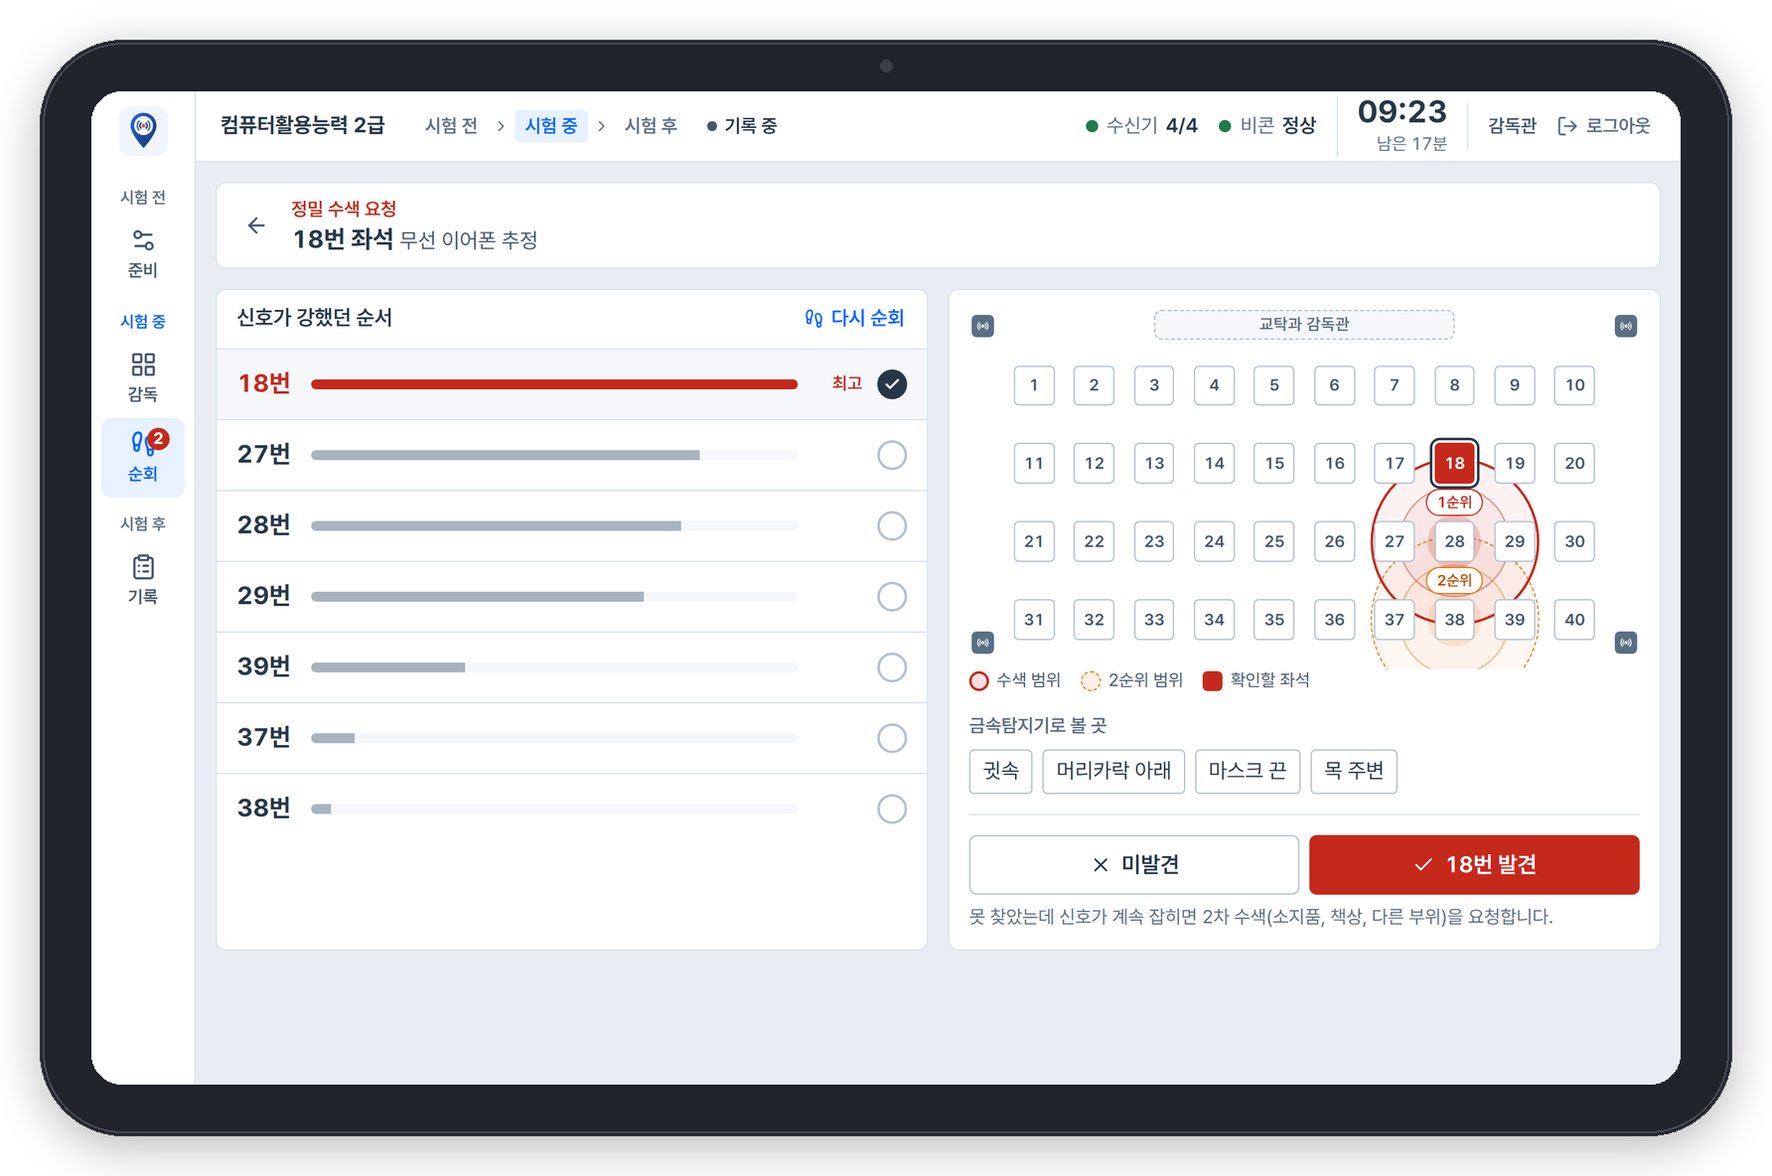 컴퓨터활용능력 2급
시험 전
시험 중
시험 후
기록 중
수신기 4/4
비콘 정상
09:23
남은 17분
감독관
로그아웃
시험 전
준비
시험 중
감독
2
순회
시험 후
기록
정밀 수색 요청
18번 좌석 무선 이어폰 추정
신호가 강했던 순서
다시 순회
18번 최고
27번
28번
29번
39번
37번
38번
교탁과 감독관
1 2 3 4 5 6 7 8 9 10
11 12 13 14 15 16 17 18 19 20
1순위
21 22 23 24 25 26 27 28 29 30
2순위
31 32 33 34 35 36 37 38 39 40
수색 범위 2순위 범위 확인할 좌석
금속탐지기로 볼 곳
귓속 머리카락 아래 마스크 끈 목 주변
미발견 18번 발견
못 찾았는데 신호가 계속 잡히면 2차 수색(소지품, 책상, 다른 부위)을 요청합니다.